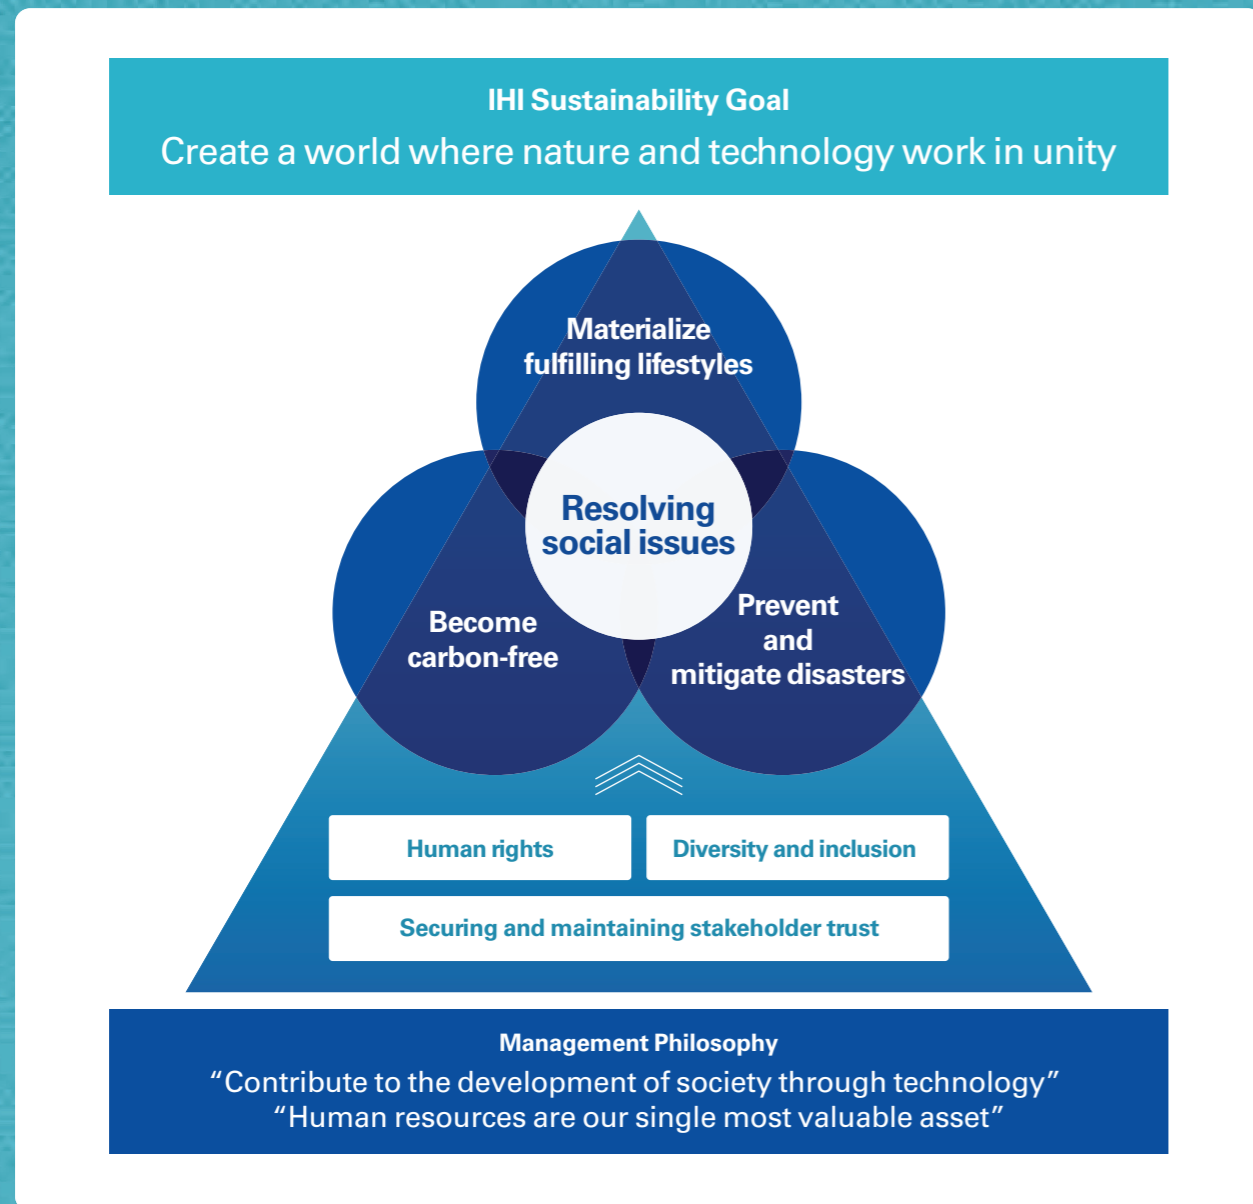 IHI Sustainability Goal
Create a world where nature and technology work in unity
Materialize
fulfilling lifestyles
Resolving
social issues
Become
carbon-free
Prevent
and
mitigate disasters
Human rights
Diversity and inclusion
Securing and maintaining stakeholder trust
Management Philosophy
“Contribute to the development of society through technology”
“Human resources are our single most valuable asset”